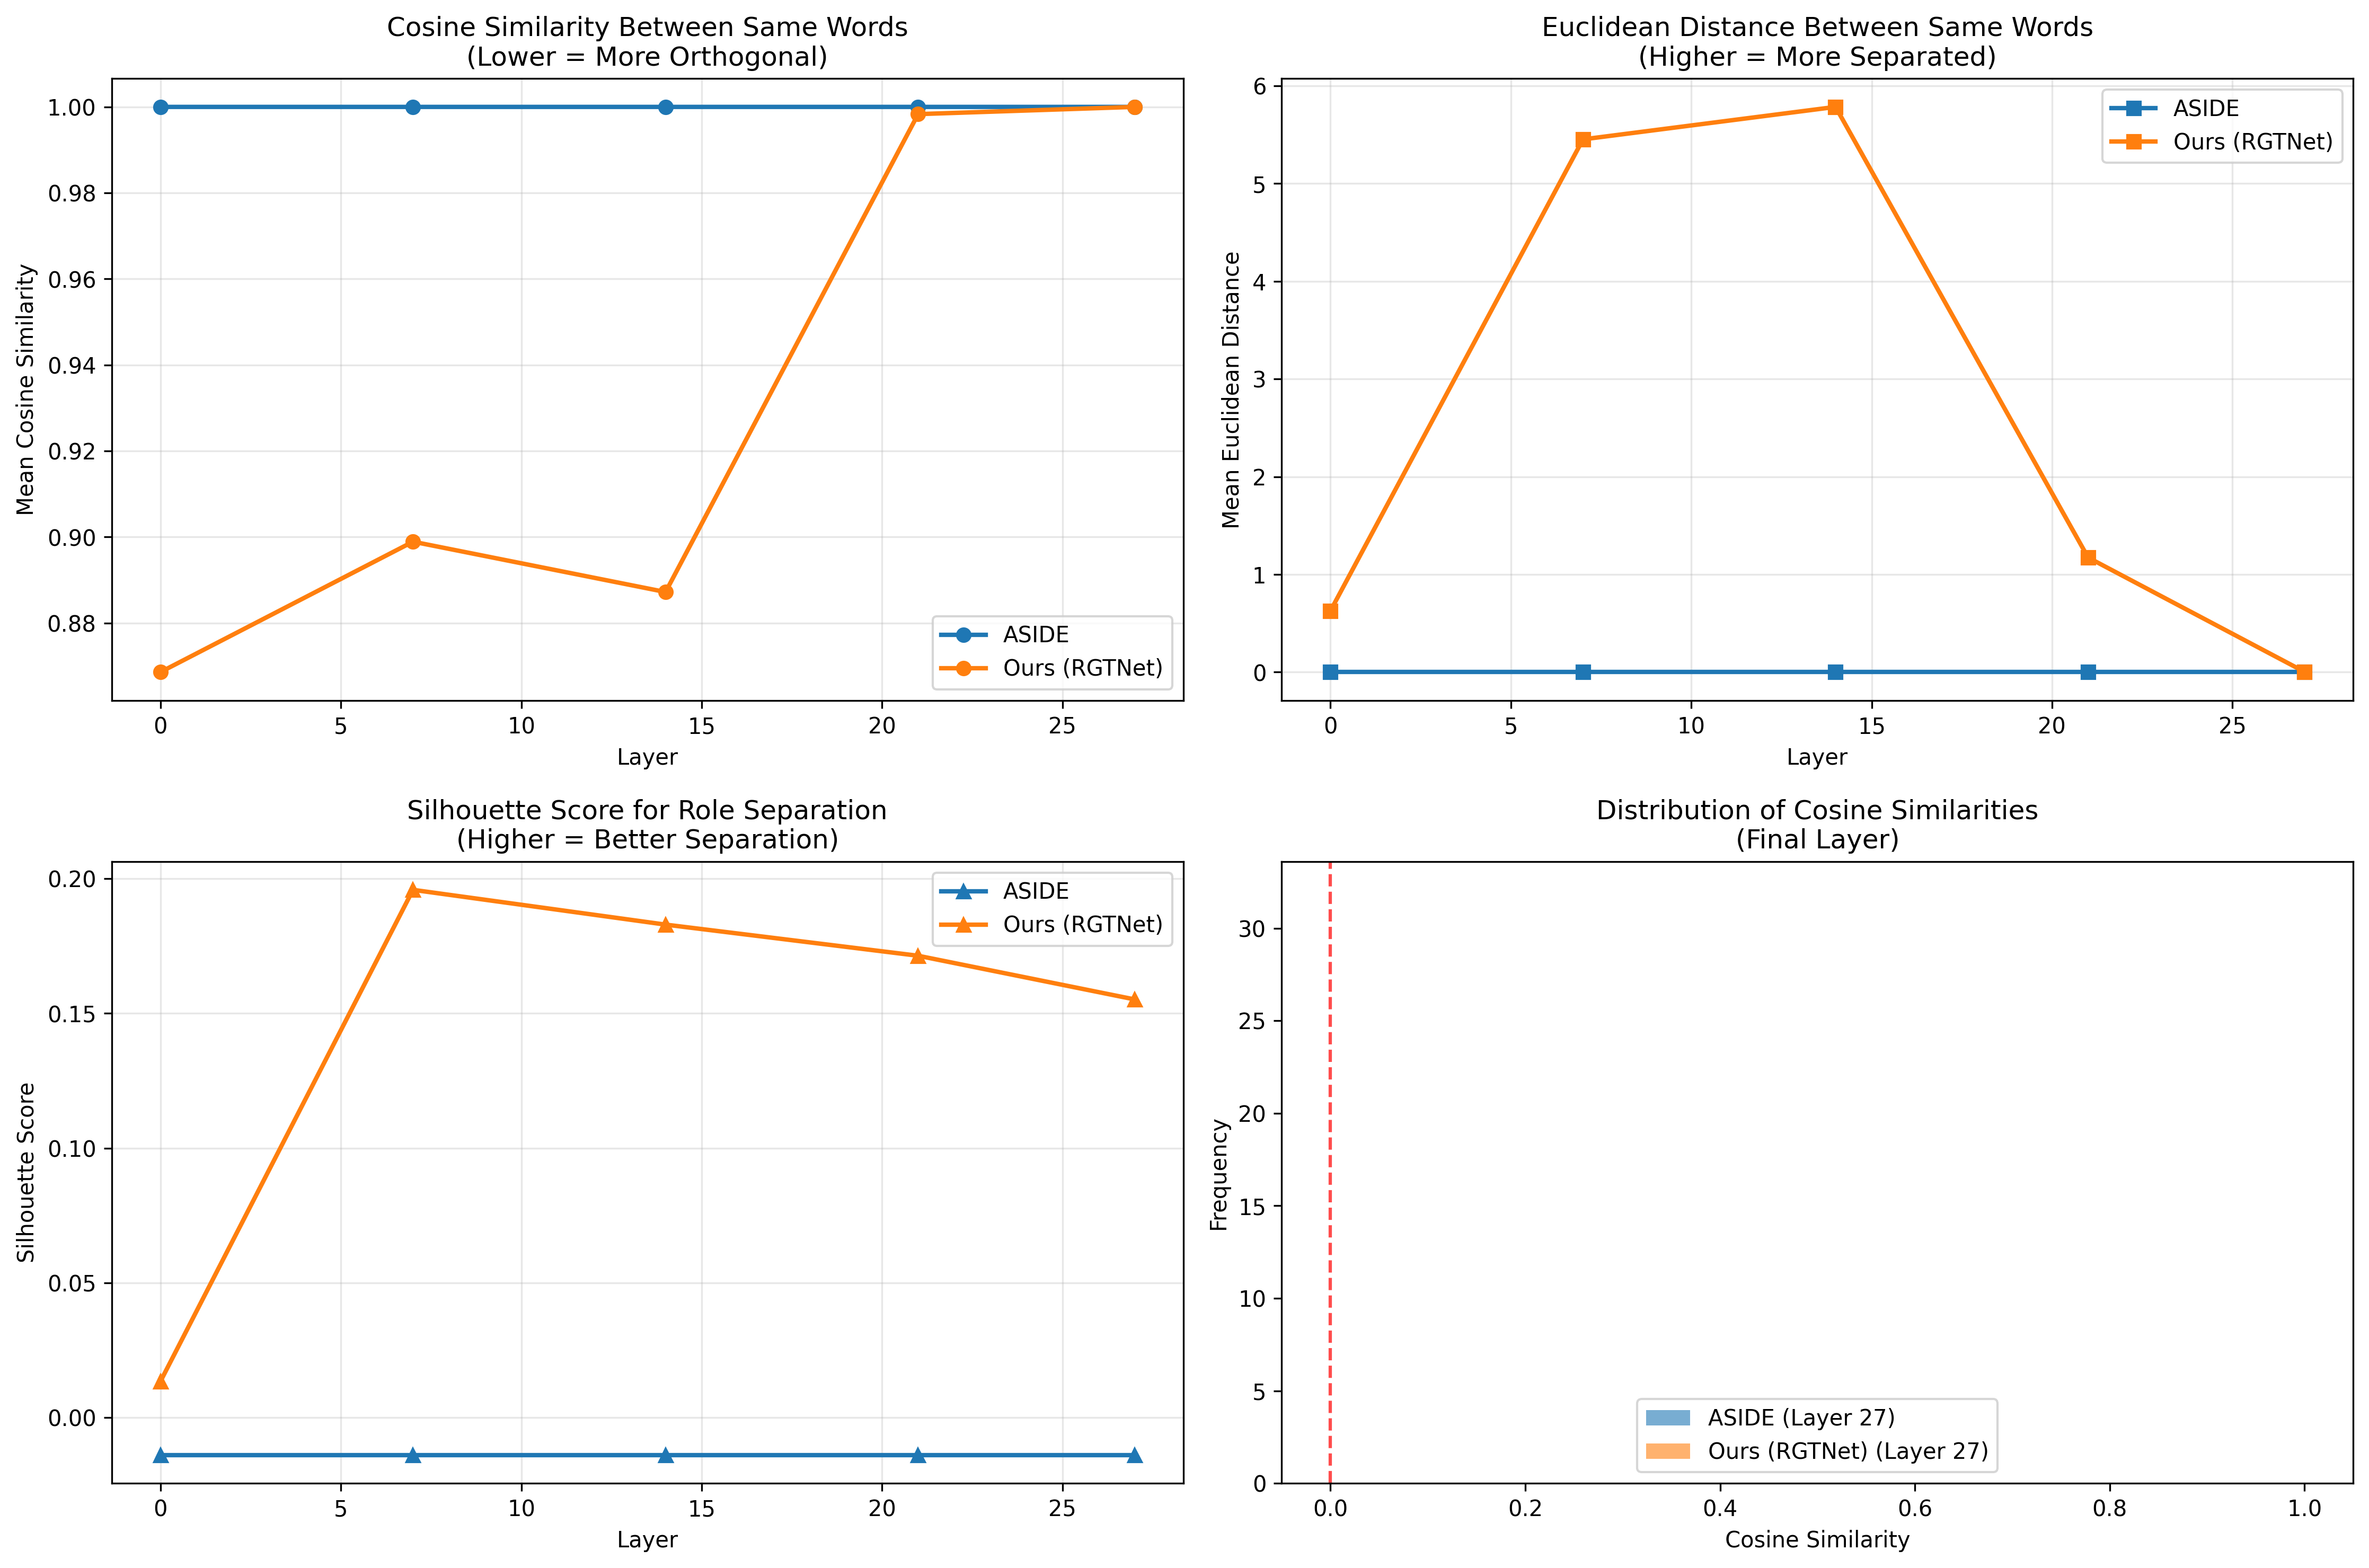 Cosine Similarity Between Same Words
(Lower = More Orthogonal)
Mean Cosine Similarity
1.00
0.98
0.96
0.94
0.92
0.90
0.88
ASIDE
Ours (RGTNet)
0 5 10 15 20 25
Layer
Euclidean Distance Between Same Words
(Higher = More Separated)
Mean Euclidean Distance
6
5
4
3
2
1
0
ASIDE
Ours (RGTNet)
0 5 10 15 20 25
Layer
Silhouette Score for Role Separation
(Higher = Better Separation)
Silhouette Score
0.20
0.15
0.10
0.05
0.00
ASIDE
Ours (RGTNet)
0 5 10 15 20 25
Layer
Distribution of Cosine Similarities
(Final Layer)
Frequency
30
25
20
15
10
5
0
ASIDE (Layer 27)
Ours (RGTNet) (Layer 27)
0.0 0.2 0.4 0.6 0.8 1.0
Cosine Similarity